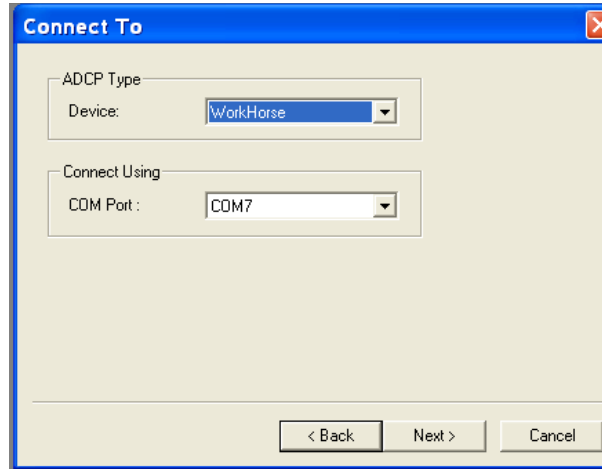 Connect To
ADCP Type
Device: WorkHorse
Connect Using
COM Port : COM7
< Back Next > Cancel